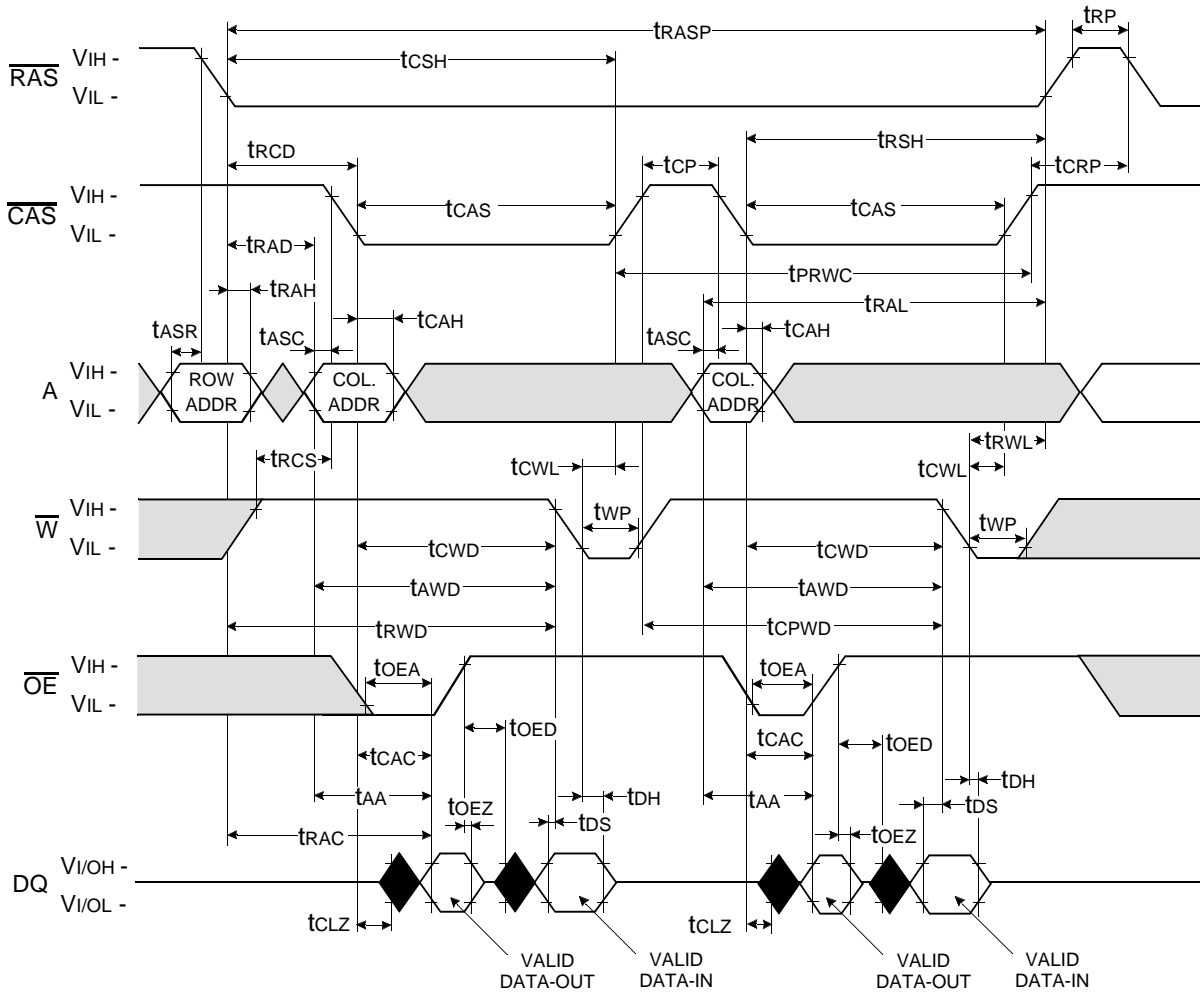 tRP
tRASP
VIH -
tCSH
RAS
VIL -
tRSH
tRCD
tCP
tCRP
VIH -
CAS
tCAS
tCAS
VIL -
tRAD
tPRWC
tRAH
tRAL
tASR
tASC
tCAH
tASC
tCAH
VIH -
ROW
ADDR
COL.
ADDR
COL.
ADDR
A
VIL -
tRWL
tRCS
tCWL
tCWL
VIH -
W
tWP
tWP
VIL -
tCWD
tCWD
tAWD
tAWD
tRWD
tCPWD
VIH -
OE
tOEA
tOEA
VIL -
tOED
tCAC
tCAC
tOED
tAA
tDH
tAA
tDH
tOEZ
tDS
tDS
tRAC
tOEZ
VI/OH -
DQ
VI/OL -
tCLZ
tCLZ
VALID
DATA-OUT
VALID
DATA-IN
VALID
DATA-OUT
VALID
DATA-IN